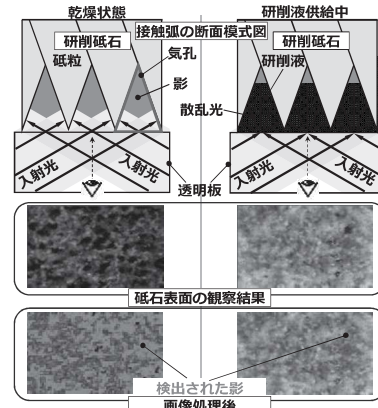 乾燥状態
研削液供給中
接触弧の断面模式図
研削砥石
研削砥石
砥粒
気孔
影
研削液
散乱光
入射光
入射光
入射光
入射光
透明板
砥石表面の観察結果
検出された影
画像処理後